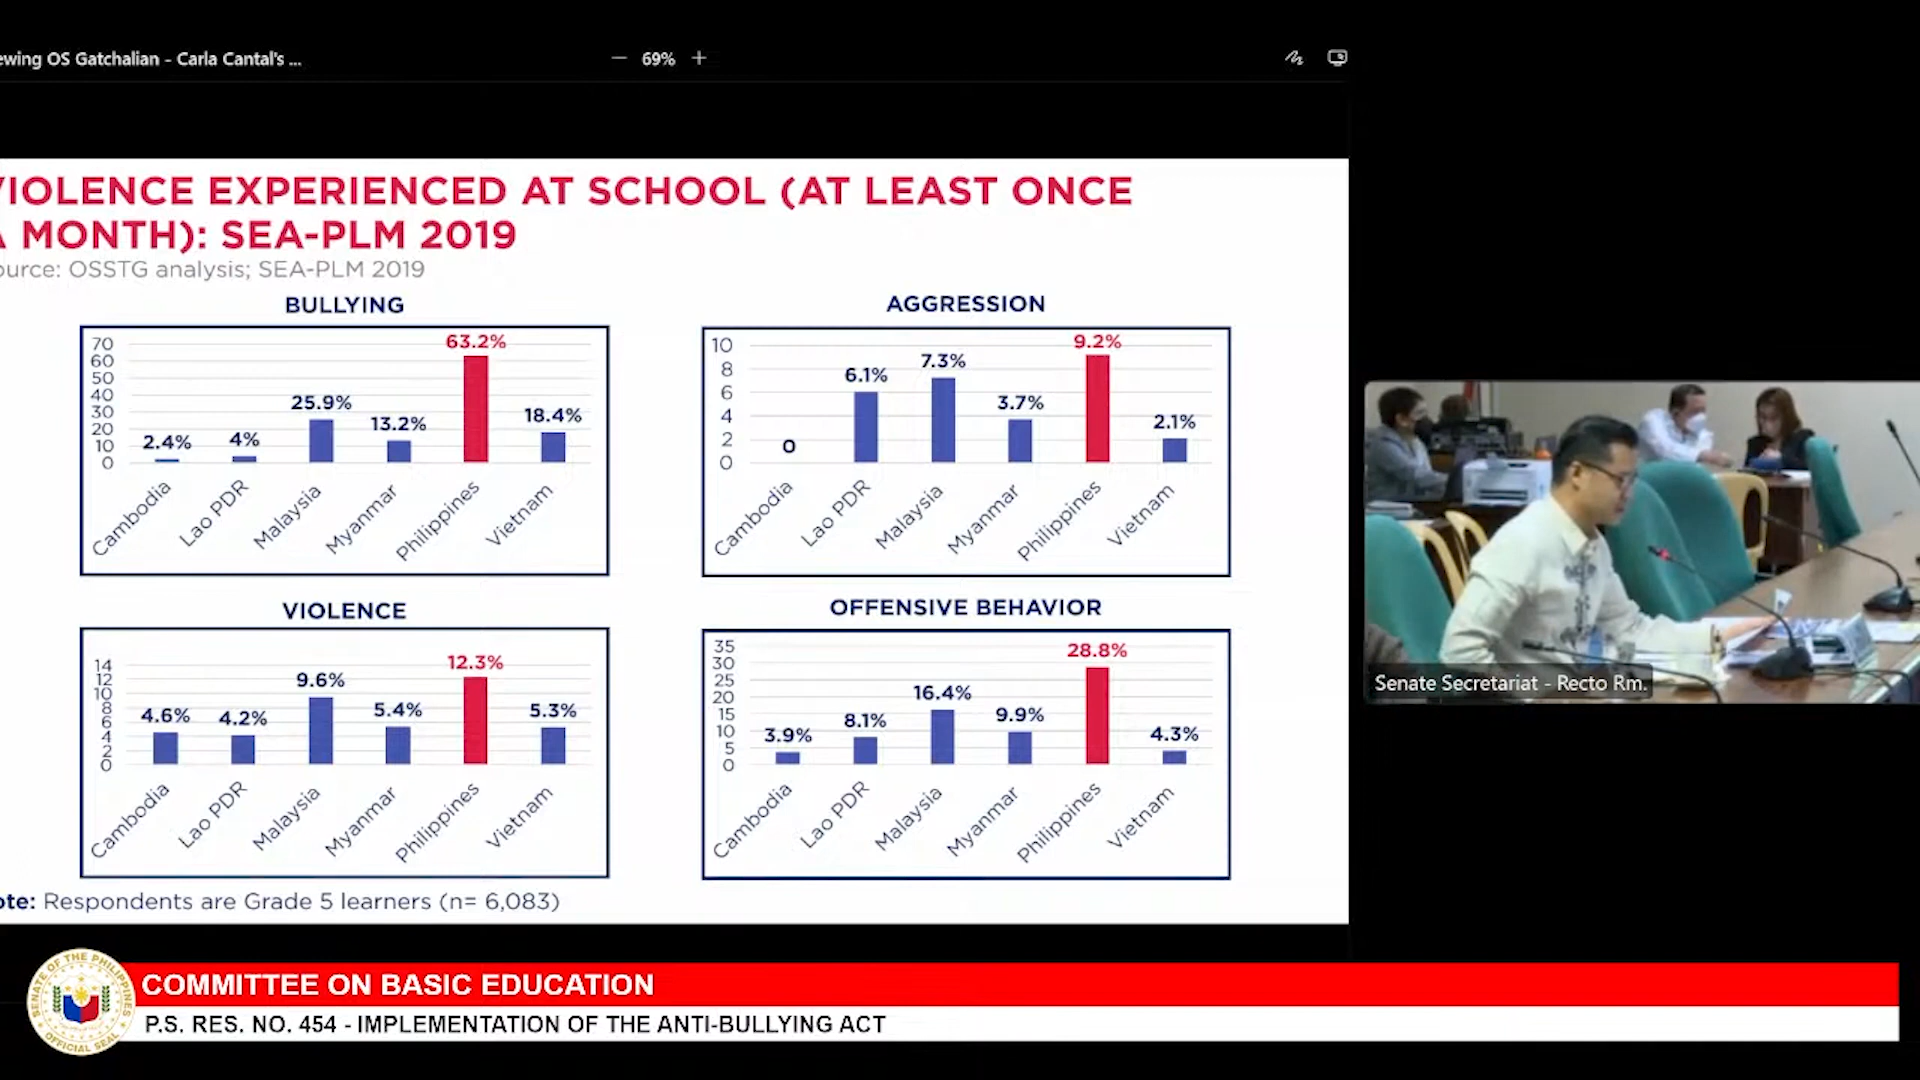 ewing OS Gatchalian - Carla Cantal's ...
69%
VIOLENCE EXPERIENCED AT SCHOOL (AT LEAST ONCE
A MONTH): SEA-PLM 2019
ource: OSSTG analysis; SEA-PLM 2019
BULLYING
70
60
50
40
30
20
10
0
2.4%
4%
25.9%
13.2%
63.2%
18.4%
Cambodia
Lao PDR
Malaysia
Myanmar
Philippines
Vietnam
AGGRESSION
10
8
6
4
2
0
0
6.1%
7.3%
3.7%
9.2%
2.1%
Cambodia
Lao PDR
Malaysia
Myanmar
Philippines
Vietnam
VIOLENCE
14
12
10
8
6
4
2
0
4.6%
4.2%
9.6%
5.4%
12.3%
5.3%
Cambodia
Lao PDR
Malaysia
Myanmar
Philippines
Vietnam
OFFENSIVE BEHAVIOR
35
30
25
20
15
10
5
0
3.9%
8.1%
16.4%
9.9%
28.8%
4.3%
Cambodia
Lao PDR
Malaysia
Myanmar
Philippines
Vietnam
ote: Respondents are Grade 5 learners (n= 6,083)
Senate Secretariat - Recto Rm.
SENATE OF THE PHILIPPINES
OFFICIAL SEAL
COMMITTEE ON BASIC EDUCATION
P.S. RES. NO. 454 - IMPLEMENTATION OF THE ANTI-BULLYING ACT